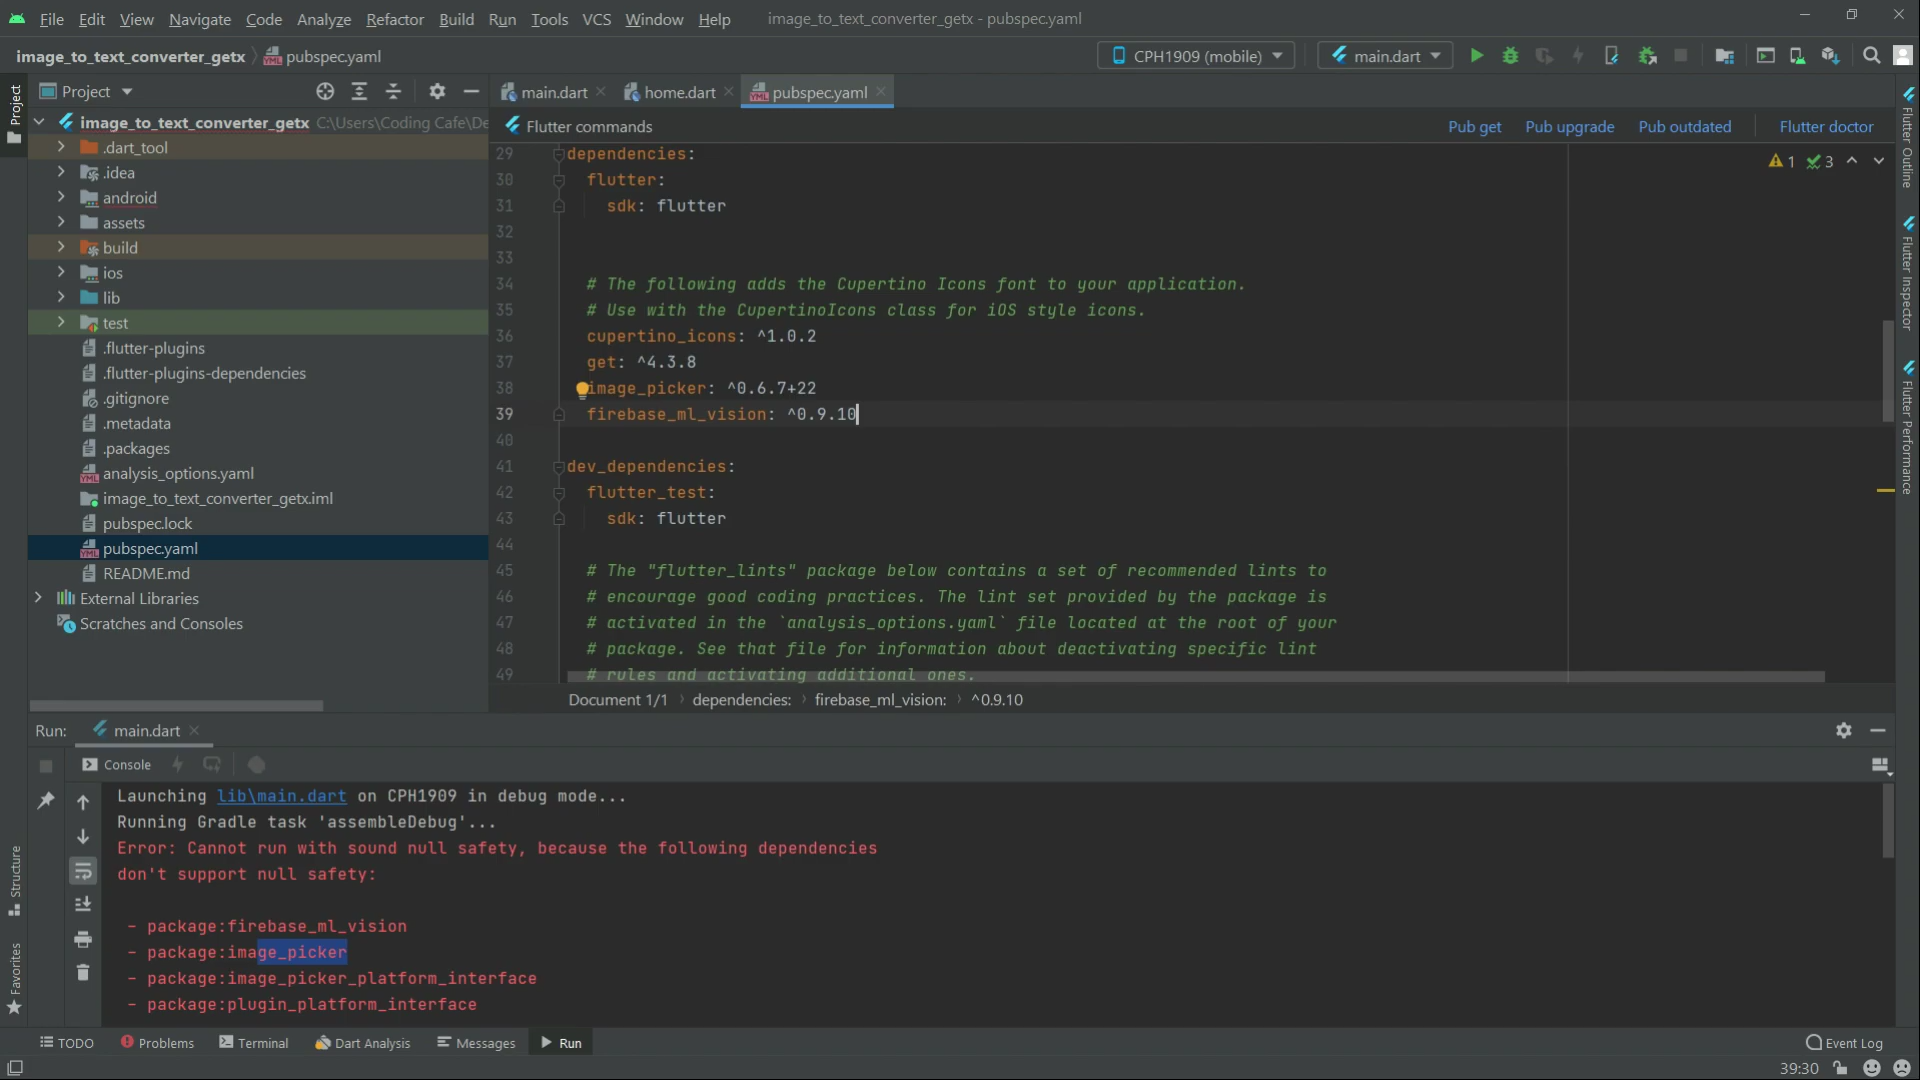 File Edit View Navigate Code Analyze Refactor Build Run Tools VCS Window Help image_to_text_converter_getx - pubspec.yaml
image_to_text_converter_getx pubspec.yaml CPH1909 (mobile) main.dart
Project
Project
main.dart home.dart pubspec.yaml
image_to_text_converter_getx C:\Users\Coding Cafe\De
Flutter commands Pub get Pub upgrade Pub outdated Flutter doctor
.dart_tool
.idea
android
assets
build
ios
lib
test
.flutter-plugins
.flutter-plugins-dependencies
.gitignore
.metadata
.packages
analysis_options.yaml
image_to_text_converter_getx.iml
pubspec.lock
pubspec.yaml
README.md
External Libraries
Scratches and Consoles
1 3
29 dependencies:
30 flutter:
31 sdk: flutter
32
33
34 # The following adds the Cupertino Icons font to your application.
35 # Use with the CupertinoIcons class for iOS style icons.
36 cupertino_icons: ^1.0.2
37 get: ^4.3.8
38 image_picker: ^0.6.7+22
39 firebase_ml_vision: ^0.9.10
40
41 dev_dependencies:
42 flutter_test:
43 sdk: flutter
44
45 # The "flutter_lints" package below contains a set of recommended lints to
46 # encourage good coding practices. The lint set provided by the package is
47 # activated in the `analysis_options.yaml` file located at the root of your
48 # package. See that file for information about deactivating specific lint
49 # rules and activating additional ones.
Document 1/1 dependencies: firebase_ml_vision: ^0.9.10
Flutter Outline
Flutter Inspector
Flutter Performance
Run: main.dart
Console
Launching lib\main.dart on CPH1909 in debug mode...
Running Gradle task 'assembleDebug'...
Error: Cannot run with sound null safety, because the following dependencies
don't support null safety:
- package:firebase_ml_vision
- package:image_picker
- package:image_picker_platform_interface
- package:plugin_platform_interface
Structure
Favorites
TODO Problems Terminal Dart Analysis Messages Run Event Log
39:30